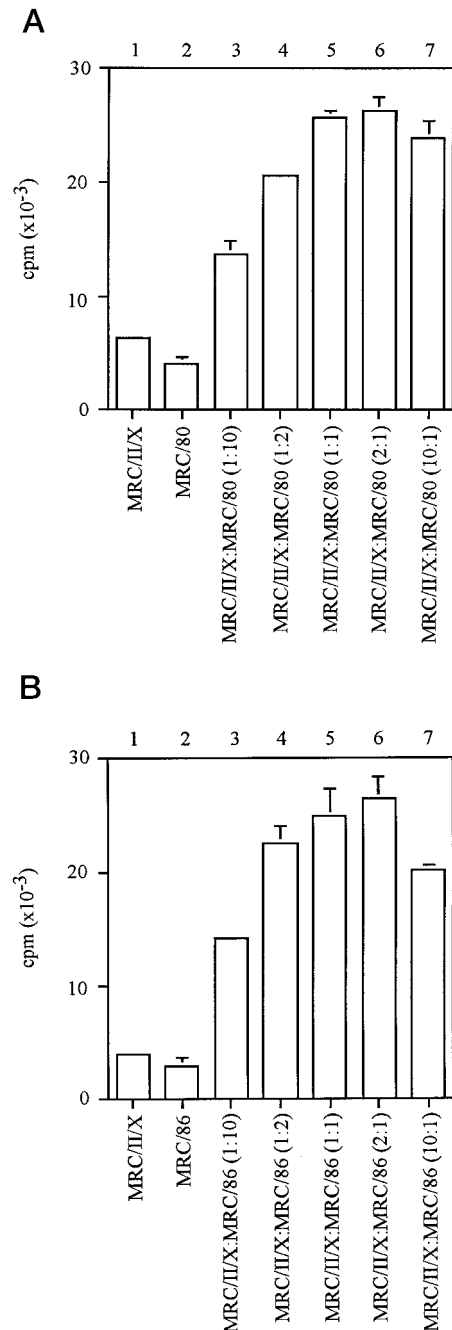 A
1 2 3 4 5 6 7
30
20
10
0
cpm (x10-3)
MRC/II/X
MRC/80
MRC/II/X:MRC/80 (1:10)
MRC/II/X:MRC/80 (1:2)
MRC/II/X:MRC/80 (1:1)
MRC/II/X:MRC/80 (2:1)
MRC/II/X:MRC/80 (10:1)
B
1 2 3 4 5 6 7
30
20
10
0
cpm (x10-3)
MRC/II/X
MRC/86
MRC/II/X:MRC/86 (1:10)
MRC/II/X:MRC/86 (1:2)
MRC/II/X:MRC/86 (1:1)
MRC/II/X:MRC/86 (2:1)
MRC/II/X:MRC/86 (10:1)